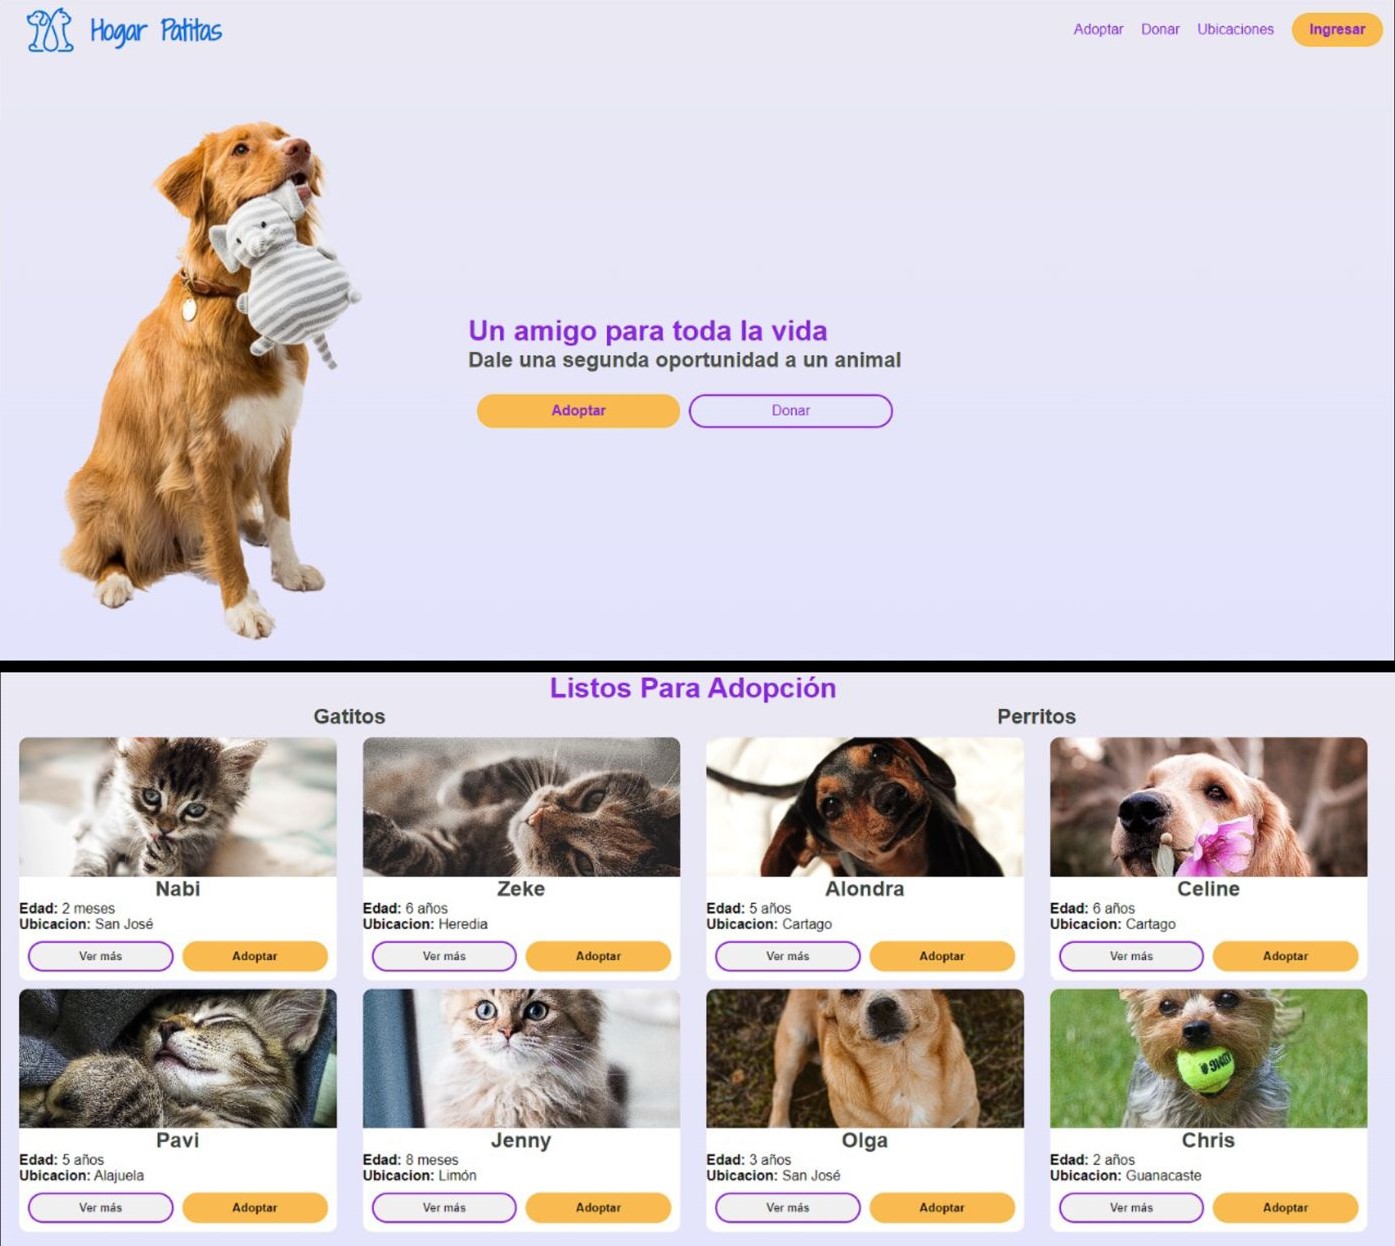 Hogar Patitas
Adoptar Donar Ubicaciones Ingresar
Un amigo para toda la vida
Dale una segunda oportunidad a un animal
Adoptar Donar
Listos Para Adopción
Gatitos Perritos
Nabi
Edad: 2 meses
Ubicacion: San José
Ver más Adoptar
Zeke
Edad: 6 años
Ubicacion: Heredia
Ver más Adoptar
Alondra
Edad: 5 años
Ubicacion: Cartago
Ver más Adoptar
Celine
Edad: 6 años
Ubicacion: Cartago
Ver más Adoptar
Pavi
Edad: 5 años
Ubicacion: Alajuela
Ver más Adoptar
Jenny
Edad: 8 meses
Ubicacion: Limón
Ver más Adoptar
Olga
Edad: 3 años
Ubicacion: San José
Ver más Adoptar
Chris
Edad: 2 años
Ubicacion: Guanacaste
Ver más Adoptar